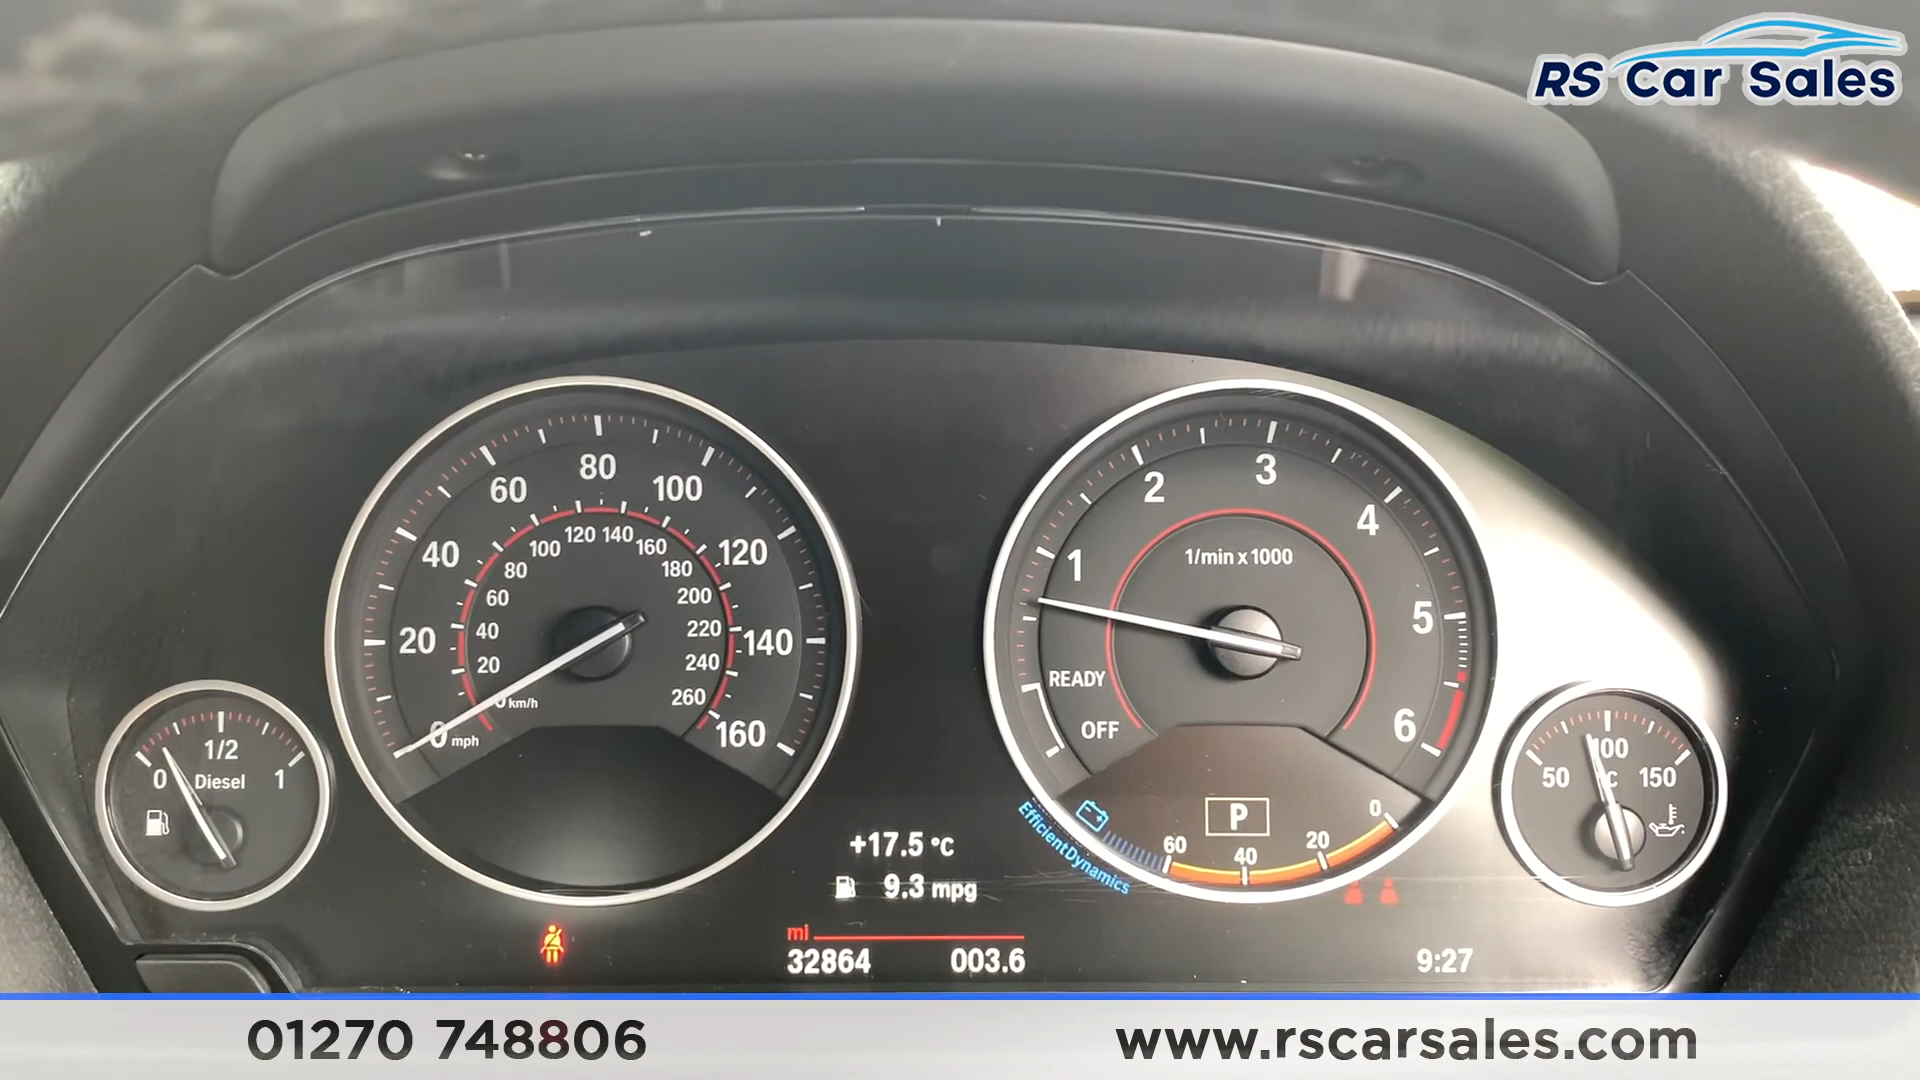 RS Car Sales
80
60
100
40
120
20
140
0 mph
160
120 140
100
160
80
180
60
200
40
220
20
240
0 km/h
260
3
2
4
1
5
6
1/min x 1000
READY
OFF
1/2
0
Diesel
1
100
50
°C
150
P
0
60
40
20
EfficientDynamics
+17.5 °C
9.3 mpg
mi
32864
003.6
9:27
01270 748806
www.rscarsales.com